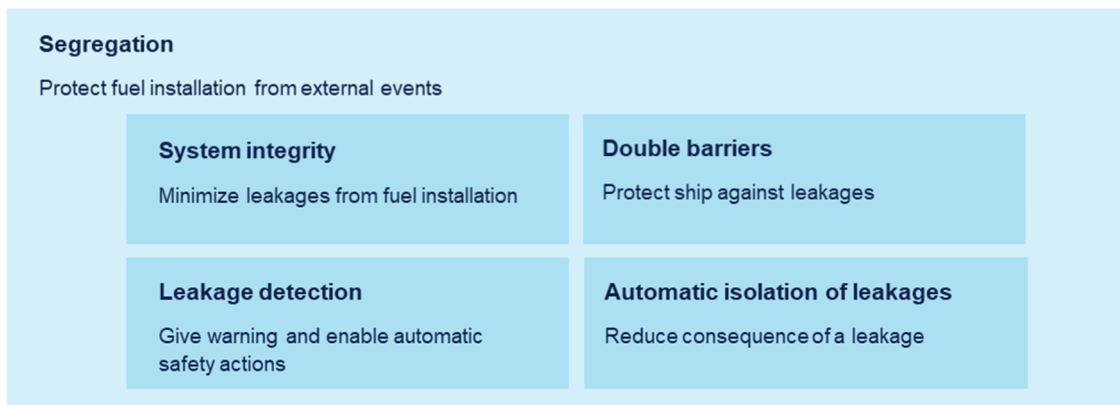 Segregation
Protect fuel installation from external events
System integrity
Minimize leakages from fuel installation
Double barriers
Protect ship against leakages
Leakage detection
Give warning and enable automatic
safety actions
Automatic isolation of leakages
Reduce consequence of a leakage